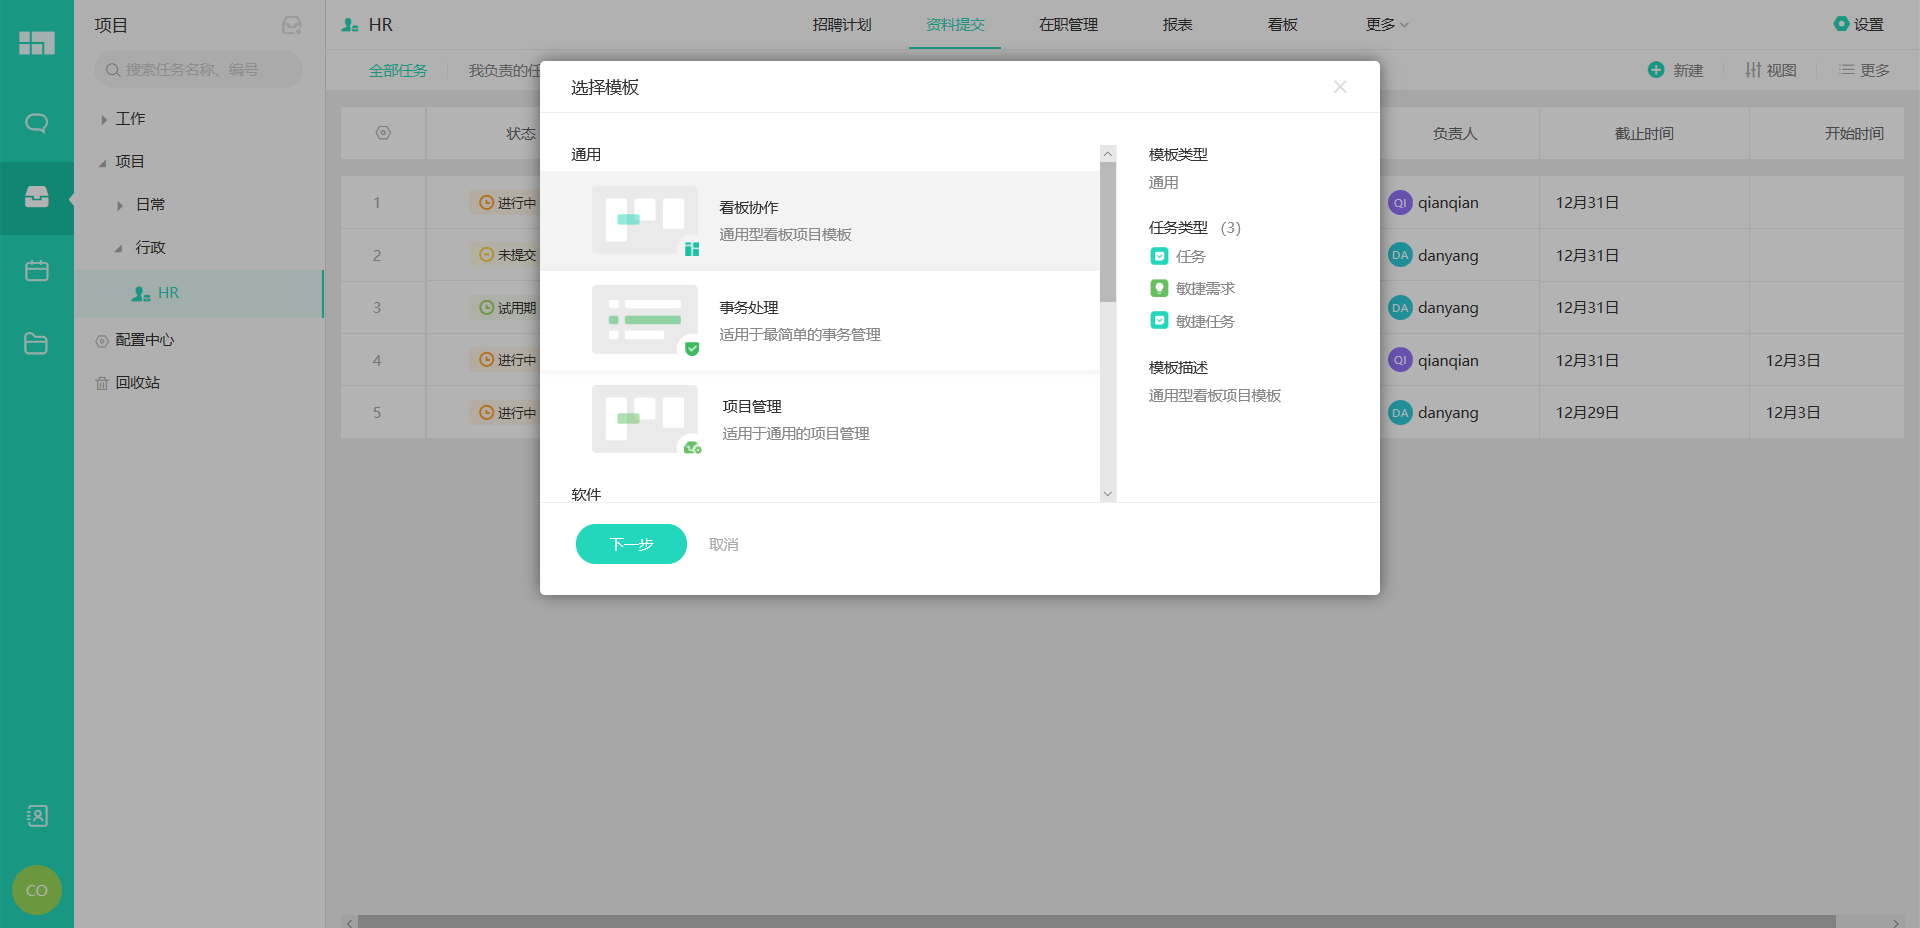 项目
搜索任务名称、编号
工作
项目
日常
行政
HR
配置中心
回收站
CO
HR
招聘计划
资料提交
在职管理
报表
看板
更多
设置
全部任务
我负责的任
新建
视图
更多
状态
负责人
截止时间
开始时间
1
进行中
QI
qianqian
12月31日
2
未提交
DA
danyang
12月31日
3
试用期
DA
danyang
12月31日
4
进行中
QI
qianqian
12月31日
12月3日
5
进行中
DA
danyang
12月29日
12月3日
选择模板
通用
看板协作
通用型看板项目模板
事务处理
适用于最简单的事务管理
项目管理
适用于通用的项目管理
软件
模板类型
通用
任务类型 (3)
任务
敏捷需求
敏捷任务
模板描述
通用型看板项目模板
下一步
取消